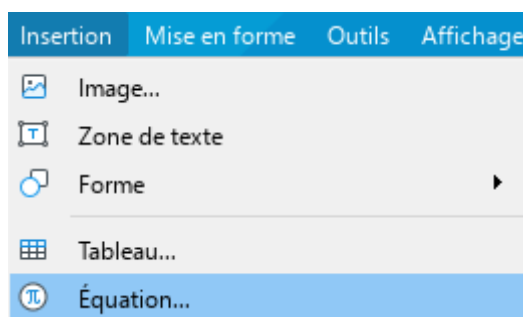 Insertion Mise en forme Outils Affichage
Image...
Zone de texte
Forme
Tableau...
Équation...